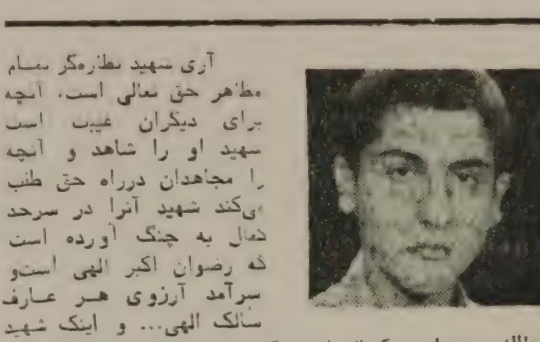 آری شهید نظاره‌گر تمام
مظاهر حق تعالی است، آنچه
برای دیگران غیبت است
شهید او را شاهد و آنچه
را مجاهدان درراه حق طلب
می‌کند شهید آنرا در سرحد
کمال به چنگ آورده است
که رضوان اکبر الهی است‌و
سرآمد آرزوی هر عارف
سالک الهی... و اینک شهید